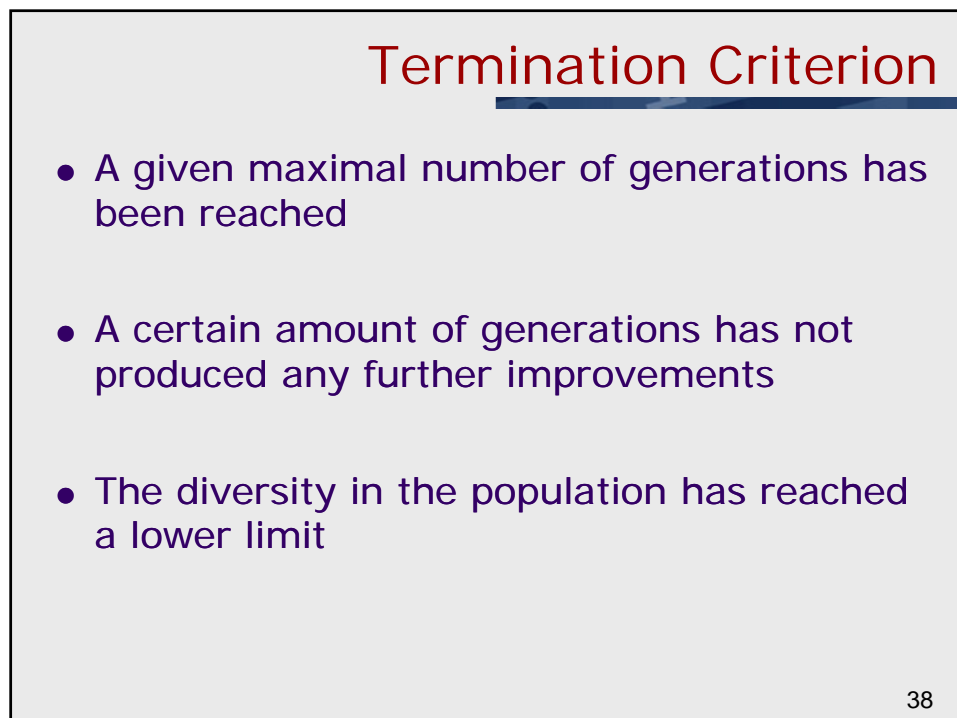 Termination Criterion
● A given maximal number of generations has
been reached
● A certain amount of generations has not
produced any further improvements
● The diversity in the population has reached
a lower limit
38